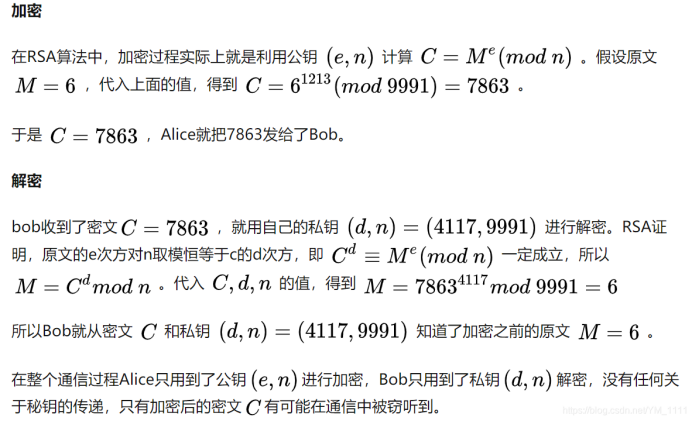 加密
在RSA算法中，加密过程实际上就是利用公钥 (e, n) 计算 C = M^e (mod n) 。假设原文
M = 6 ，代入上面的值，得到 C = 6^1213 (mod 9991) = 7863 。
于是 C = 7863 ，Alice就把7863发给了Bob。
解密
bob收到了密文 C = 7863 ，就用自己的私钥 (d, n) = (4117, 9991) 进行解密。RSA证
明，原文的e次方对n取模恒等于c的d次方，即 C^d ≡ M^e (mod n) 一定成立，所以
M = C^d mod n 。代入 C, d, n 的值，得到 M = 7863^4117 mod 9991 = 6
所以Bob就从密文 C 和私钥 (d, n) = (4117, 9991) 知道了加密之前的原文 M = 6 。
在整个通信过程Alice只用到了公钥 (e, n) 进行加密，Bob只用到了私钥 (d, n) 解密，没有任何关
于秘钥的传递，只有加密后的密文 C 有可能在通信中被窃听到。
https://blog.csdn.net/YM_1111